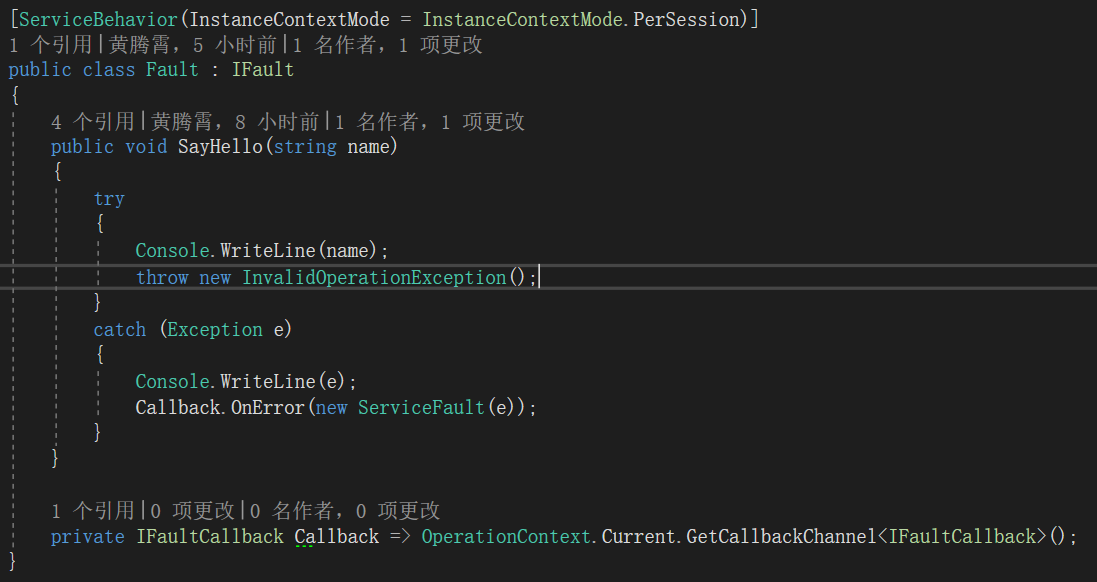 [ServiceBehavior(InstanceContextMode = InstanceContextMode.PerSession)]
1 个引用|黄腾霄，5 小时前|1 名作者，1 项更改
public class Fault : IFault
{
4 个引用|黄腾霄，8 小时前|1 名作者，1 项更改
public void SayHello(string name)
{
try
{
Console.WriteLine(name);
throw new InvalidOperationException();
}
catch (Exception e)
{
Console.WriteLine(e);
Callback.OnError(new ServiceFault(e));
}
}
1 个引用|0 项更改|0 名作者，0 项更改
private IFaultCallback Callback => OperationContext.Current.GetCallbackChannel<IFaultCallback>();
}